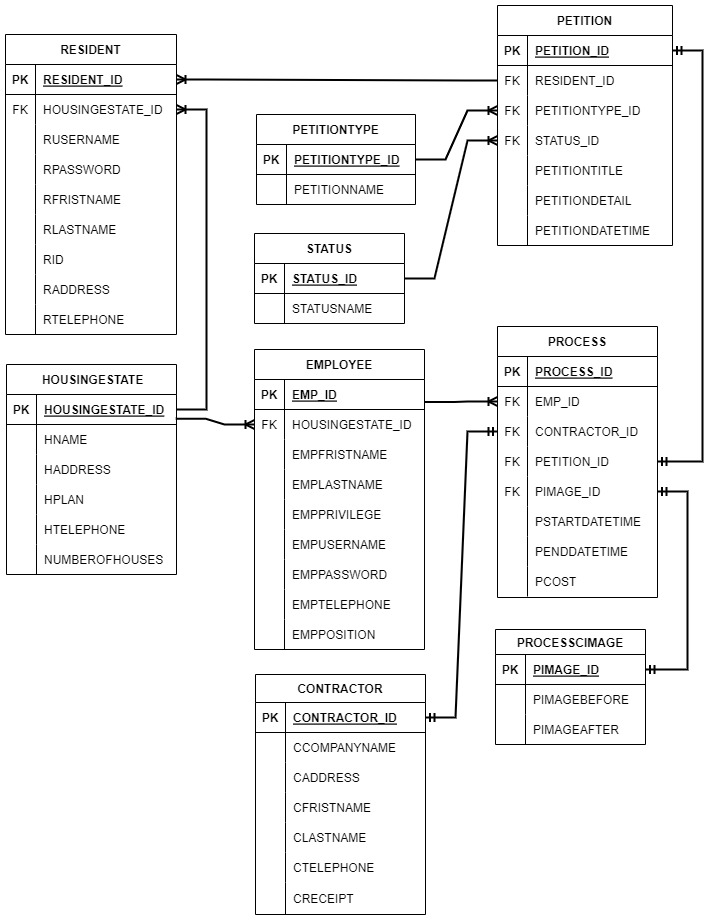 RESIDENT
PK RESIDENT_ID
FK HOUSINGESTATE_ID
RUSERNAME
RPASSWORD
RFRISTNAME
RLASTNAME
RID
RADDRESS
RTELEPHONE
PETITIONTYPE
PK PETITIONTYPE_ID
PETITIONNAME
PETITION
PK PETITION_ID
FK RESIDENT_ID
FK PETITIONTYPE_ID
FK STATUS_ID
PETITIONTITLE
PETITIONDETAIL
PETITIONDATETIME
STATUS
PK STATUS_ID
STATUSNAME
HOUSINGESTATE
PK HOUSINGESTATE_ID
HNAME
HADDRESS
HPLAN
HTELEPHONE
NUMBEROFHOUSES
EMPLOYEE
PK EMP_ID
FK HOUSINGESTATE_ID
EMPFRISTNAME
EMPLASTNAME
EMPPRIVILEGE
EMPUSERNAME
EMPPASSWORD
EMPTELEPHONE
EMPPOSITION
PROCESS
PK PROCESS_ID
FK EMP_ID
FK CONTRACTOR_ID
FK PETITION_ID
FK PIMAGE_ID
PSTARTDATETIME
PENDDATETIME
PCOST
CONTRACTOR
PK CONTRACTOR_ID
CCOMPANYNAME
CADDRESS
CFRISTNAME
CLASTNAME
CTELEPHONE
CRECEIPT
PROCESSCIMAGE
PK PIMAGE_ID
PIMAGEBEFORE
PIMAGEAFTER